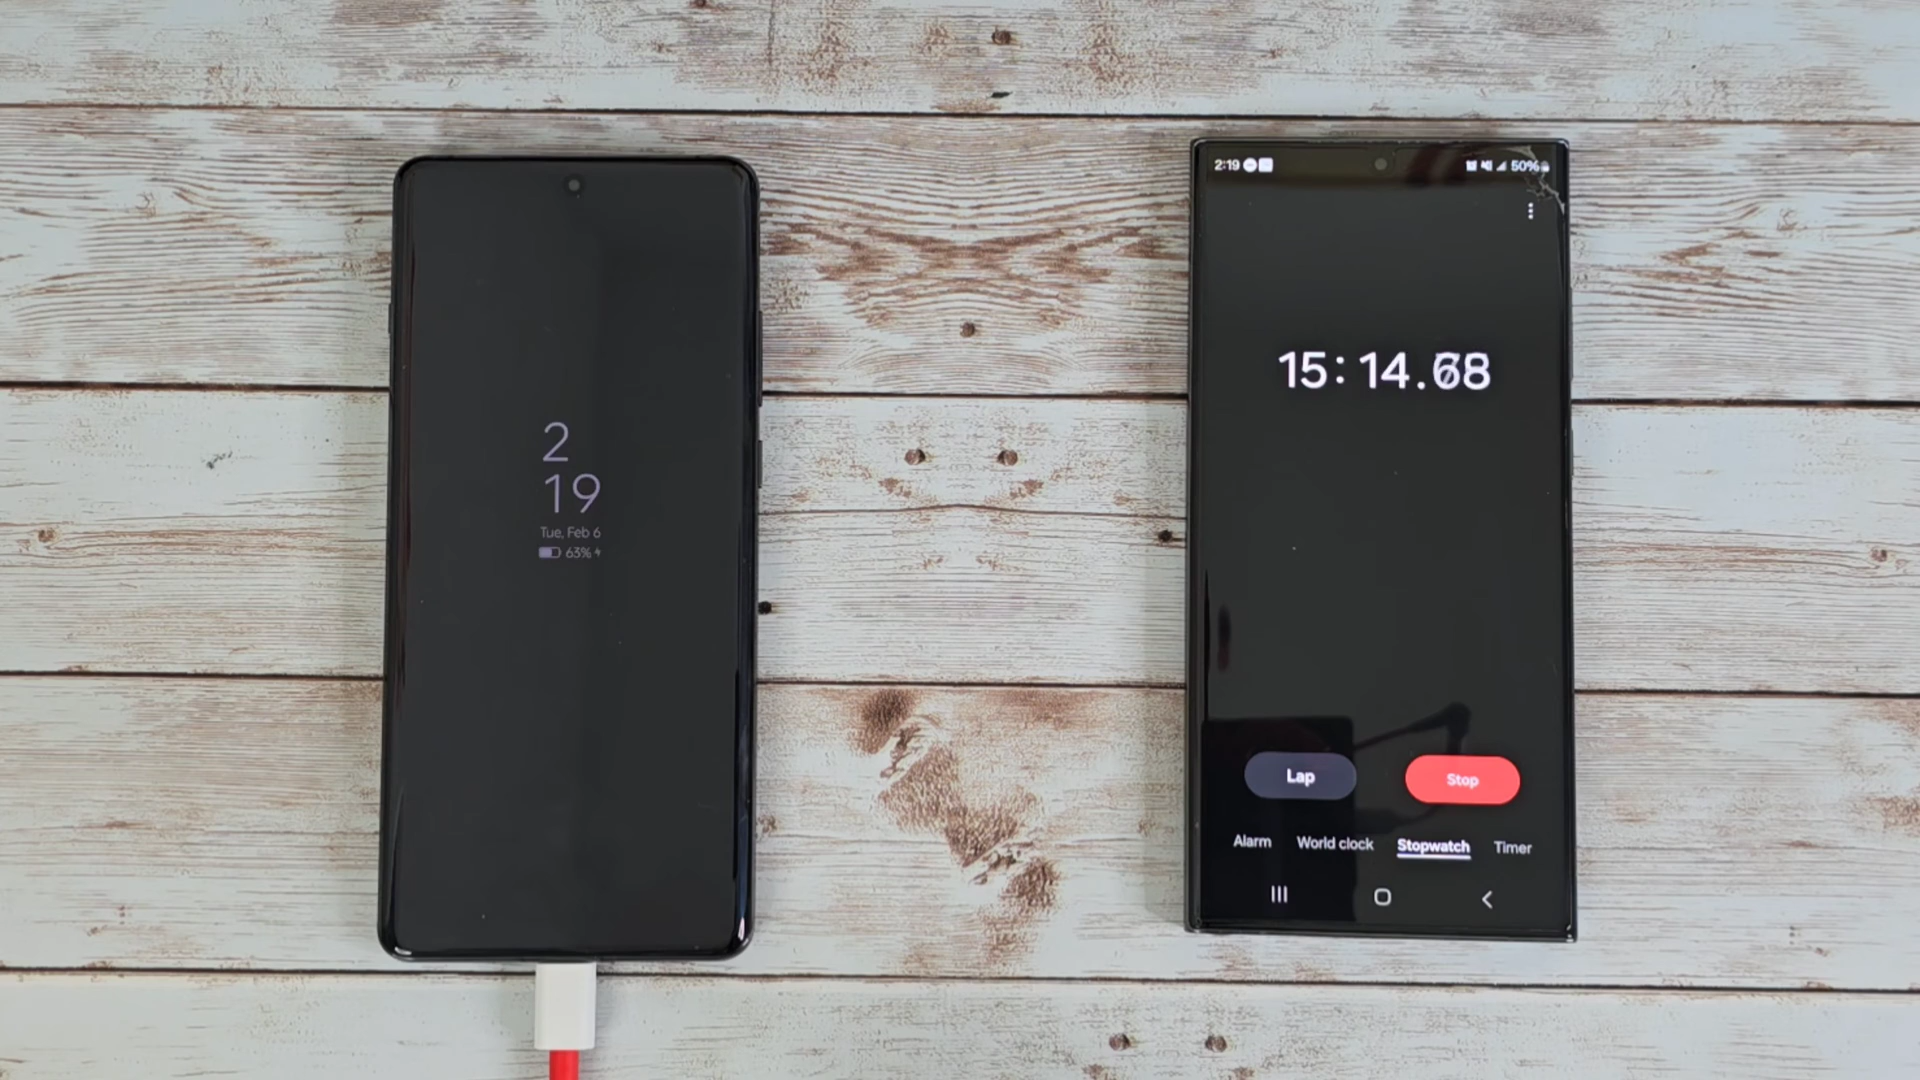 2
19
Tue, Feb 6
63%
2:19
50%
15:14.68
Lap
Stop
Alarm World clock Stopwatch Timer